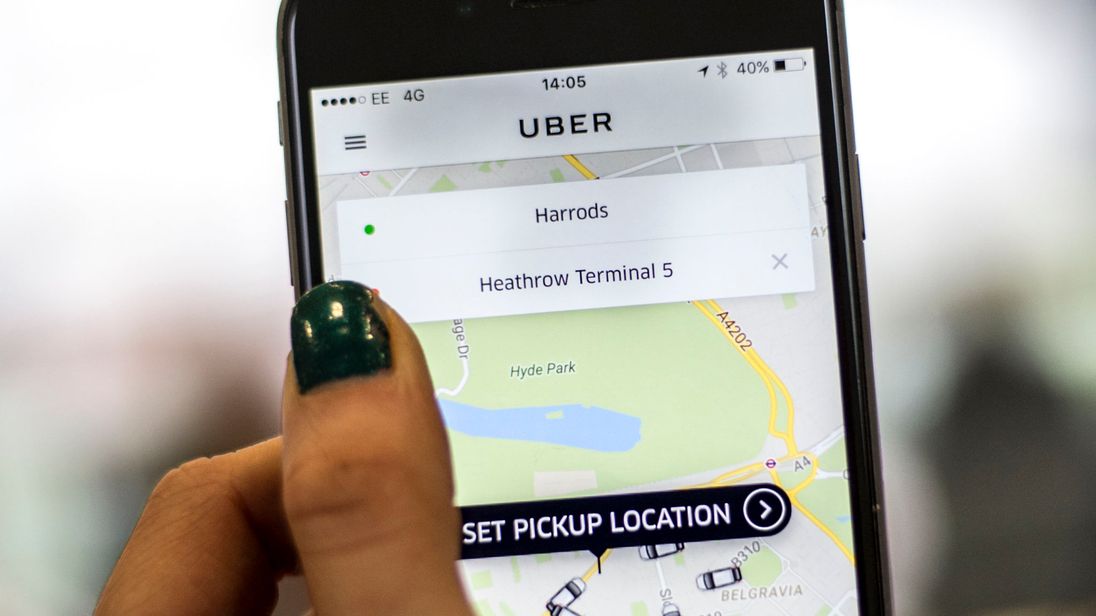 EE 4G 14:05 40%
UBER
Harrods
Heathrow Terminal 5
A4202
Hyde Park
A4
SET PICKUP LOCATION
B310
BELGRAVIA